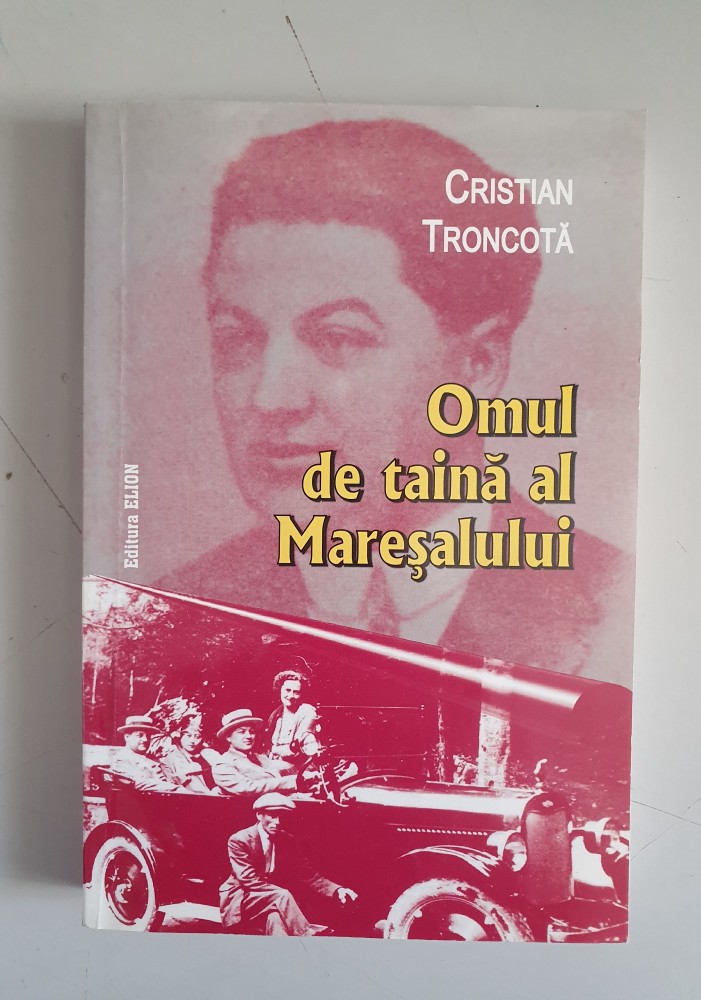 CRISTIAN
TRONCOTĂ
Omul
de taină al
Mareşalului
Editura ELION